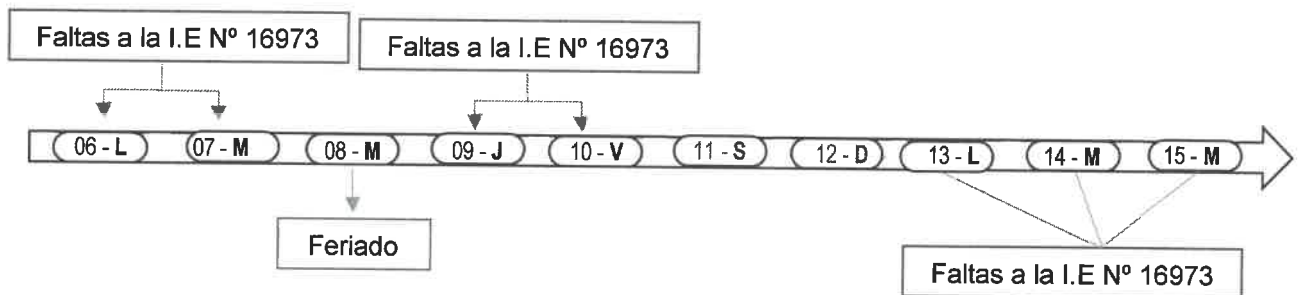 Faltas a la I.E Nº 16973
Faltas a la I.E Nº 16973
06 - L
07 - M
08 - M
09 - J
10 - V
11 - S
12 - D
13 - L
14 - M
15 - M
Feriado
Faltas a la I.E Nº 16973